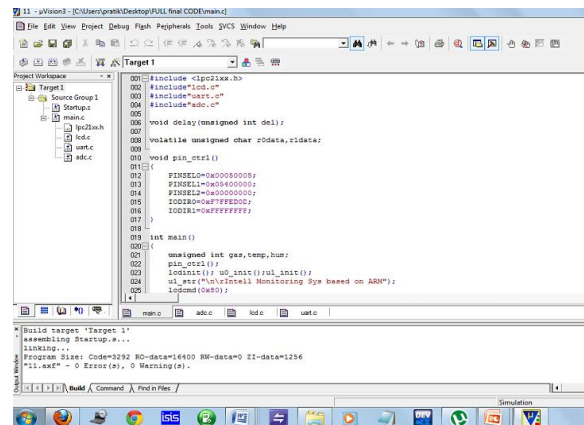 11 - µVision3 - [C:\Users\pratik\Desktop\FULL final CODE\main.c]
File Edit View Project Debug Flash Peripherals Tools SVCS Window Help
Target 1
Project Workspace
Target 1
Source Group 1
Startup.s
main.c
lpc21xx.h
lcd.c
uart.c
adc.c
001 #include <lpc21xx.h>
002 #include"lcd.c"
003 #include"uart.c"
004 #include"adc.c"
005
006 void delay(unsigned int del);
007
008 volatile unsigned char r0data,r1data;
009
010 void pin_ctrl()
011 {
012 PINSEL0=0x00050005;
013 PINSEL1=0x05400000;
014 PINSEL2=0x00000000;
015 IODIR0=0xF7FFED0D;
016 IODIR1=0xFFFFFFFF;
017 }
018
019 int main()
020 {
021 unsigned int gas,temp,hum;
022 pin_ctrl();
023 lcdinit(); u0_init();u1_init();
024 u1_str("\n\rIntell Monitoring Sys based on ARM");
025 lcdcmd(0x80);
main.c adc.c lcd.c uart.c
Build target 'Target 1'
assembling Startup.s...
linking...
Program Size: Code=3292 RO-data=16400 RW-data=0 ZI-data=1256
"11.axf" - 0 Error(s), 0 Warning(s).
Output Window
Build Command Find in Files
Simulation
ISIS
DEV